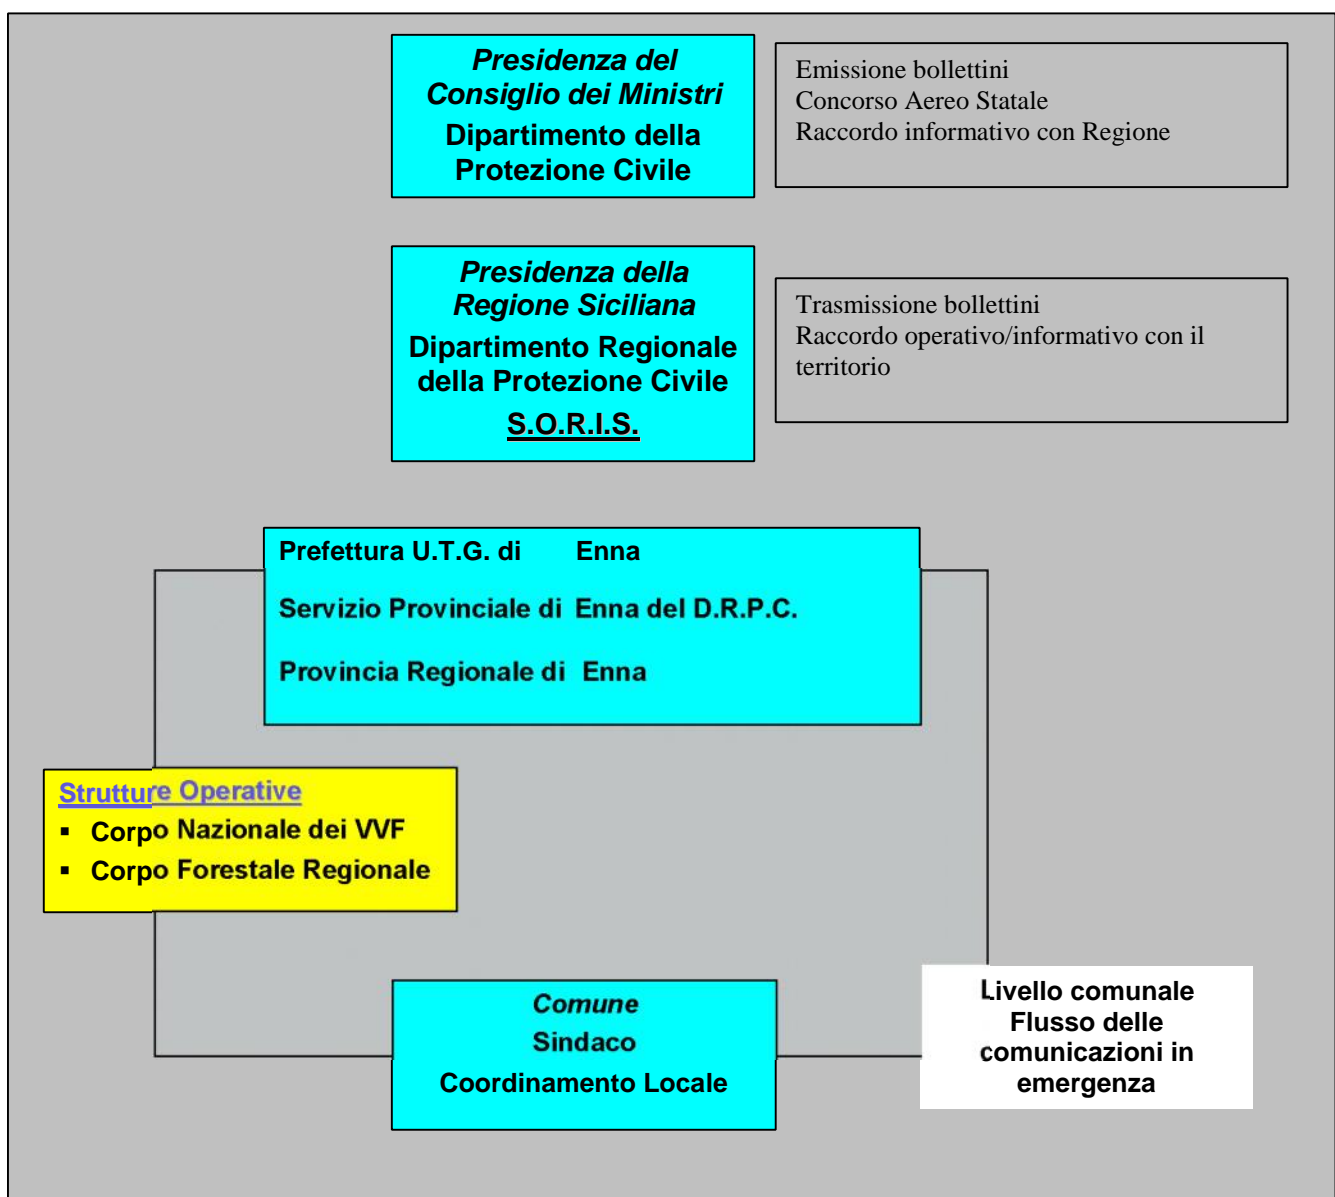 Presidenza del
Consiglio dei Ministri
Dipartimento della
Protezione Civile
Emissione bollettini
Concorso Aereo Statale
Raccordo informativo con Regione
Presidenza della
Regione Siciliana
Dipartimento Regionale
della Protezione Civile
S.O.R.I.S.
Trasmissione bollettini
Raccordo operativo/informativo con il
territorio
Prefettura U.T.G. di Enna
Servizio Provinciale di Enna del D.R.P.C.
Provincia Regionale di Enna
Strutture Operative
▪ Corpo Nazionale dei VVF
▪ Corpo Forestale Regionale
Comune
Sindaco
Coordinamento Locale
Livello comunale
Flusso delle
comunicazioni in
emergenza